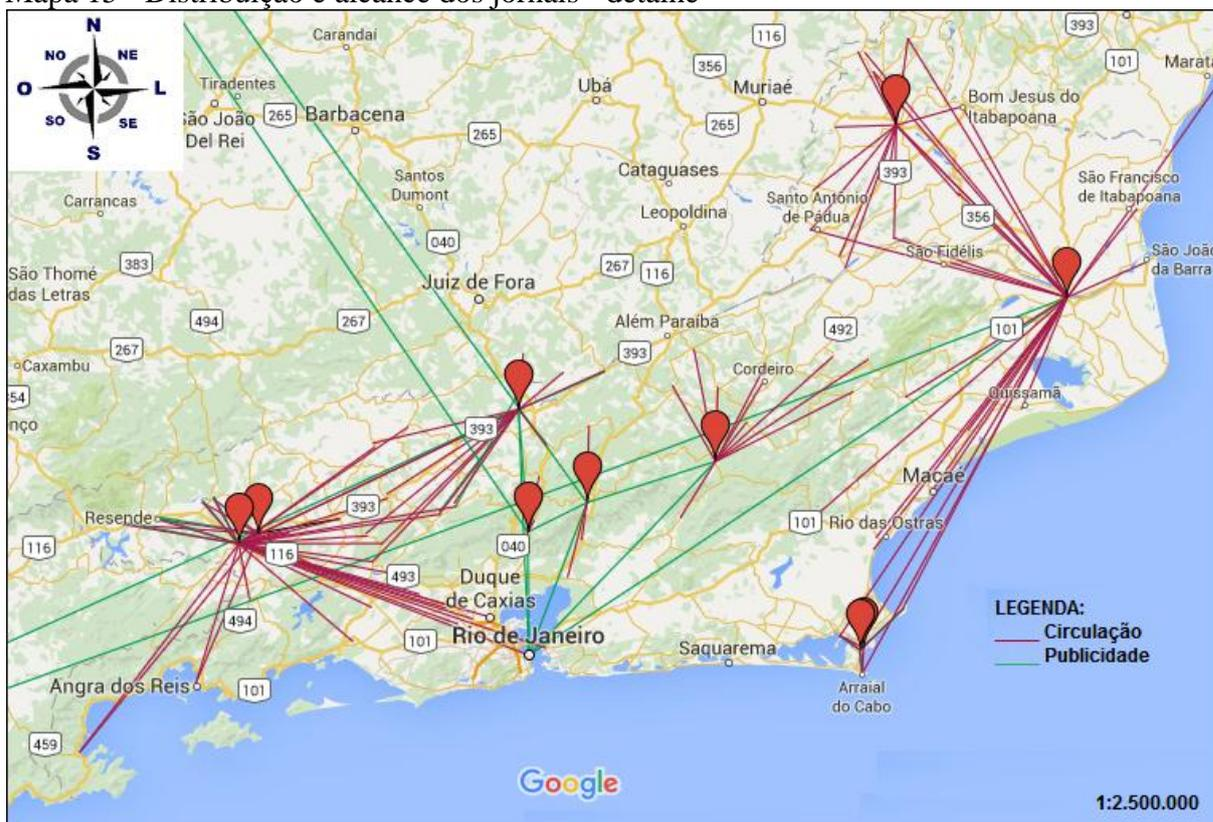 Mapa 15 - Distribuição e alcance dos jornais - detalhe
N
NO
NE
O
L
SO
SE
S
Carandaí
116
393
356
101
Tiradentes
São João
Del Rei
265
Barbacena
Ubá
Muriaé
265
265
Bom Jesus do
Itabapoana
Marata
Santos
Dumont
Cataguases
393
Carrancas
Leopoldina
Santo Antônio
de Pádua
São Francisco
de Itabapoana
356
040
São Fidélis
São João
da Barra
São Thomé
das Letras
383
267
116
Juiz de Fora
494
267
Além Paraíba
492
101
267
Caxambu
393
Cordeiro
354
nço
Quissamã
393
Macaé
393
Resende
101
Rio das Ostras
116
116
040
493
Duque
de Caxias
494
101
Rio de Janeiro
Saquarema
LEGENDA:
Circulação
Publicidade
Angra dos Reis
101
Arraial
do Cabo
459
Google
1:2.500.000